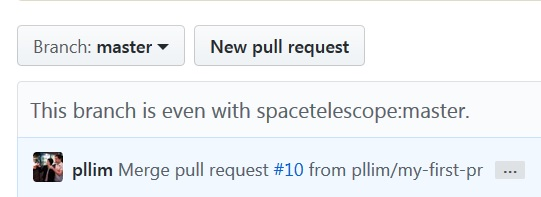 Branch: master New pull request
This branch is even with spacetelescope:master.
pllim Merge pull request #10 from pllim/my-first-pr ...